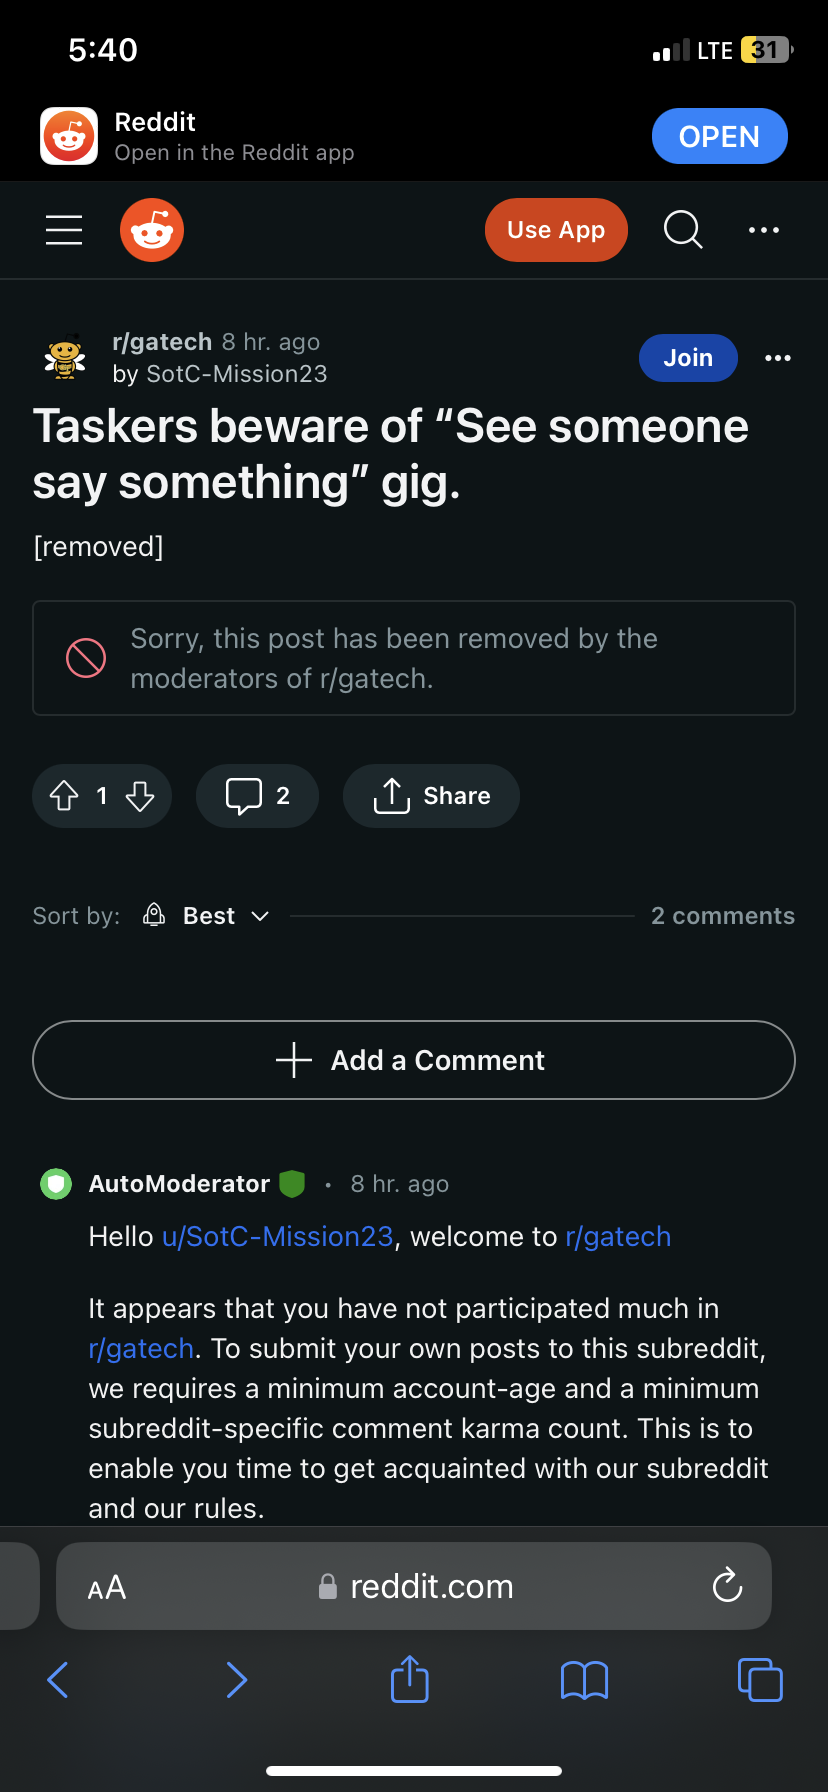 5:40
LTE 31
Reddit
Open in the Reddit app
OPEN
Use App
r/gatech 8 hr. ago
by SotC-Mission23
Join
Taskers beware of “See someone
say something” gig.
[removed]
Sorry, this post has been removed by the
moderators of r/gatech.
1
2
Share
Sort by: Best
2 comments
Add a Comment
AutoModerator • 8 hr. ago
Hello u/SotC-Mission23, welcome to r/gatech
It appears that you have not participated much in
r/gatech. To submit your own posts to this subreddit,
we requires a minimum account-age and a minimum
subreddit-specific comment karma count. This is to
enable you time to get acquainted with our subreddit
and our rules.
AA reddit.com